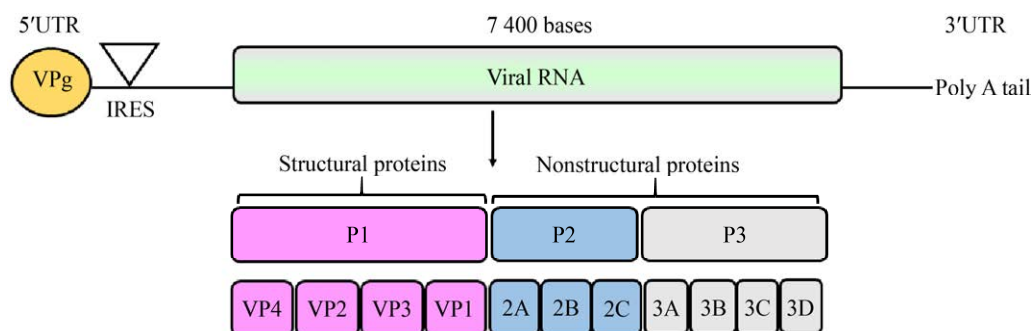 5′UTR 7 400 bases 3′UTR
VPg Viral RNA
IRES Poly A tail
Structural proteins Nonstructural proteins
P1 P2 P3
VP4 VP2 VP3 VP1 2A 2B 2C 3A 3B 3C 3D